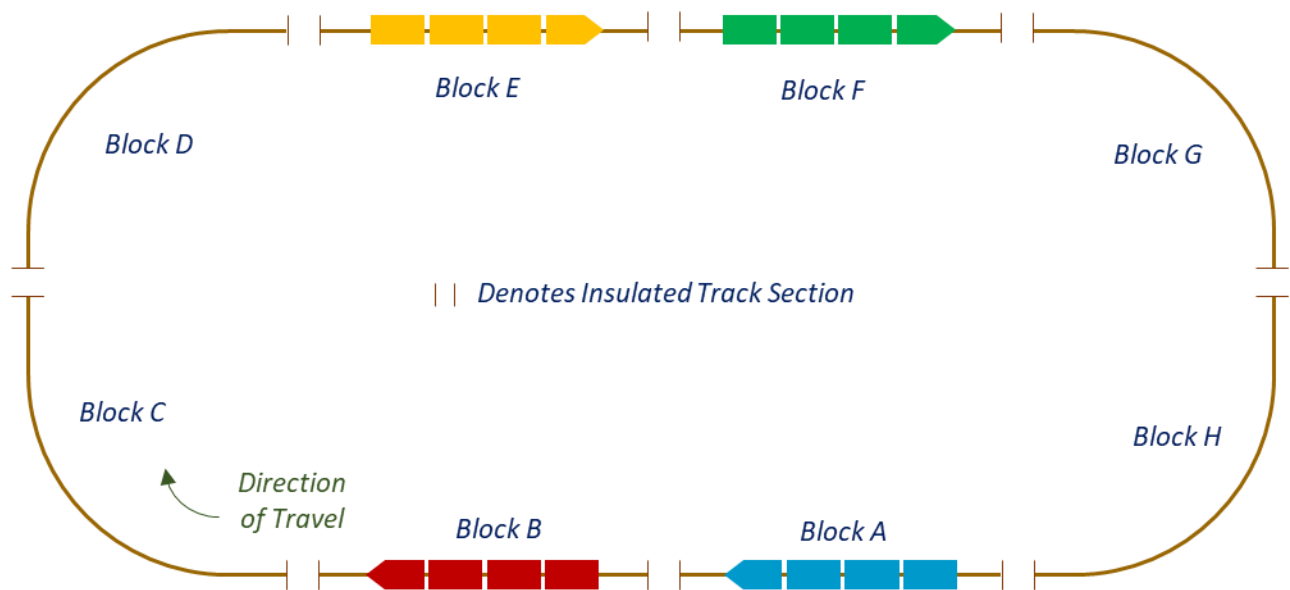 Block E
Block F
Block D
Block G
Denotes Insulated Track Section
Block C
Block H
Direction
of Travel
Block B
Block A